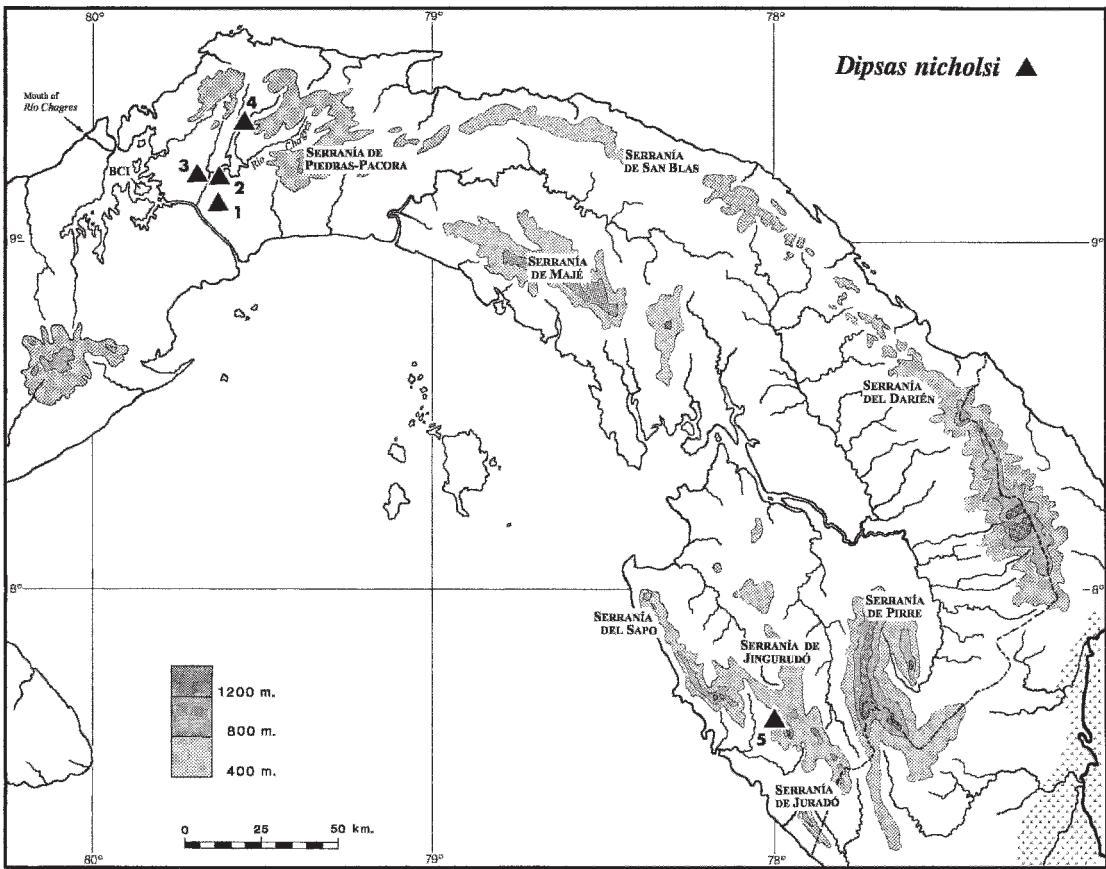 80°
79°
78°
Dipsas nicholsi
Mouth of
Río Chagres
4
Río Chagres
SERRANÍA DE
PIEDRAS-PACORA
SERRANÍA
DE SAN BLAS
BCI
3
2
1
9°
9°
SERRANÍA
DE MAJÉ
SERRANÍA
DEL DARIÉN
8°
8°
SERRANÍA
DE PIRRE
SERRANÍA
DEL SAPO
SERRANÍA DE
JINGURUDÓ
1200 m.
800 m.
400 m.
5
SERRANÍA
DE JURADÓ
0 25 50 km.
80°
79°
78°